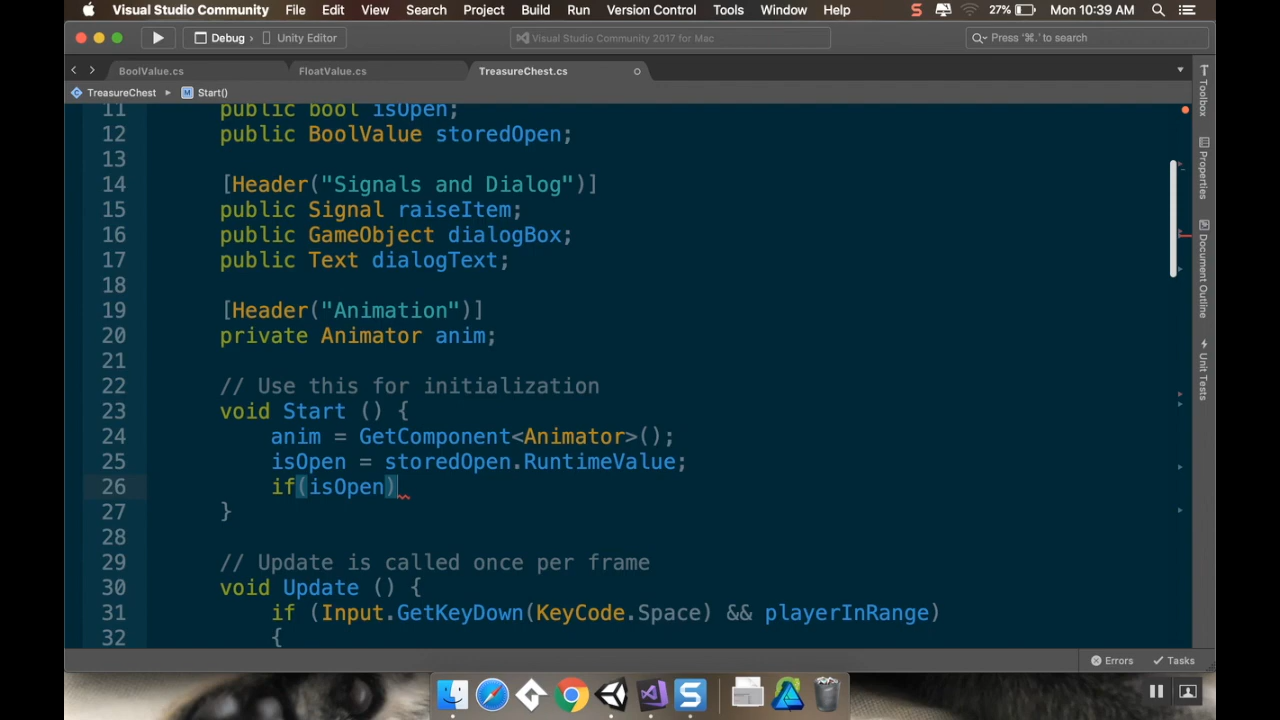 Visual Studio Community File Edit View Search Project Build Run Version Control Tools Window Help S 27% Mon 10:39 AM
Debug › Unity Editor Visual Studio Community 2017 for Mac Press '⌘.' to search
BoolValue.cs FloatValue.cs TreasureChest.cs
TreasureChest ▸ M Start()
11 public bool isOpen;
12 public BoolValue storedOpen;
13
14 [Header("Signals and Dialog")]
15 public Signal raiseItem;
16 public GameObject dialogBox;
17 public Text dialogText;
18
19 [Header("Animation")]
20 private Animator anim;
21
22 // Use this for initialization
23 void Start () {
24 anim = GetComponent<Animator>();
25 isOpen = storedOpen.RuntimeValue;
26 if(isOpen)
27 }
28
29 // Update is called once per frame
30 void Update () {
31 if (Input.GetKeyDown(KeyCode.Space) && playerInRange)
32 {
Toolbox
Properties
Document Outline
Unit Tests
Errors Tasks
S